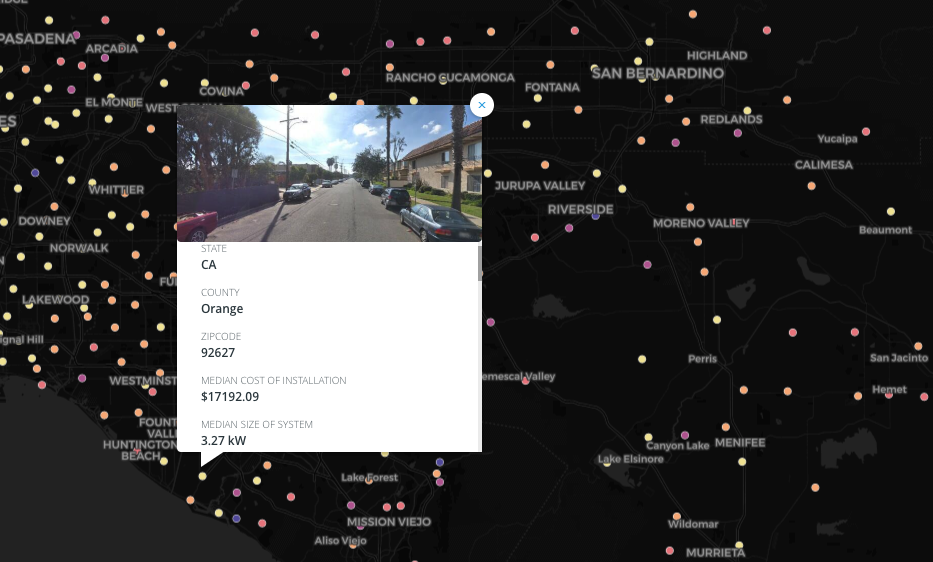 PASADENA
ARCADIA
HIGHLAND
SAN BERNARDINO
RANCHO CUCAMONGA
FONTANA
COVINA
EL MONTE
REDLANDS
Yucaipa
CALIMESA
WHITTIER
JURUPA VALLEY
RIVERSIDE
DOWNEY
MORENO VALLEY
Beaumont
NORWALK
STATE
CA
COUNTY
Orange
ZIPCODE
92627
MEDIAN COST OF INSTALLATION
$17192.09
MEDIAN SIZE OF SYSTEM
3.27 kW
LAKEWOOD
ignal Hill
Perris
San Jacinto
WESTMINST
emescal Valley
Hemet
FOUNT
VALL
HUNTINGTON
BEACH
Canyon Lake
MENIFEE
Lake Elsinore
Lake Forest
MISSION VIEJO
Wildomar
Aliso Viejo
MURRIETA